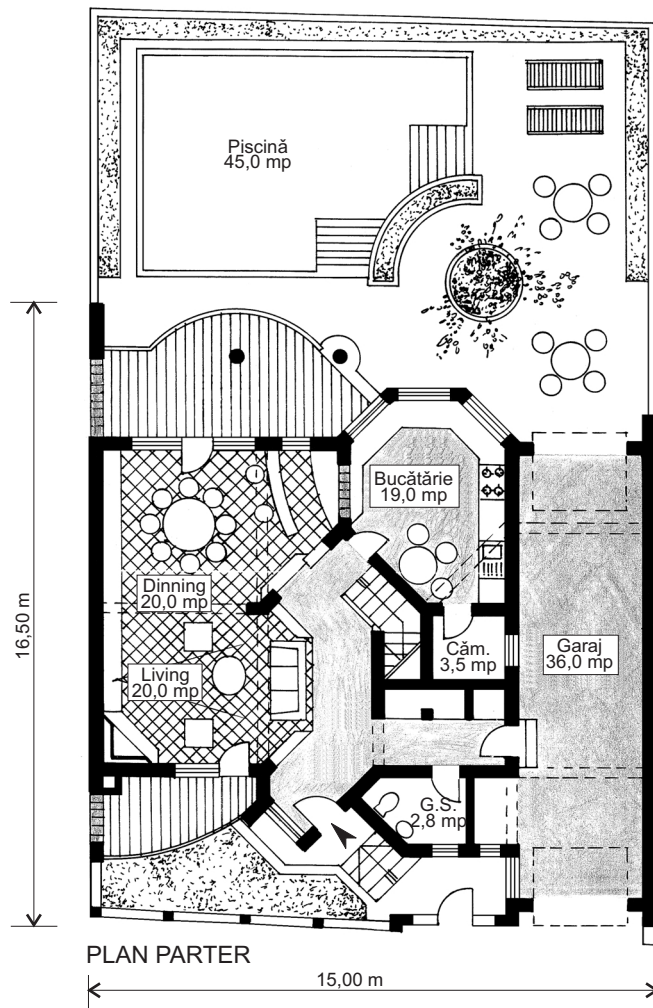 Piscină
45,0 mp
Bucătărie
19,0 mp
Dinning
20,0 mp
Căm.
3,5 mp
Garaj
36,0 mp
Living
20,0 mp
G.S.
2,8 mp
16,50 m
PLAN PARTER
15,00 m